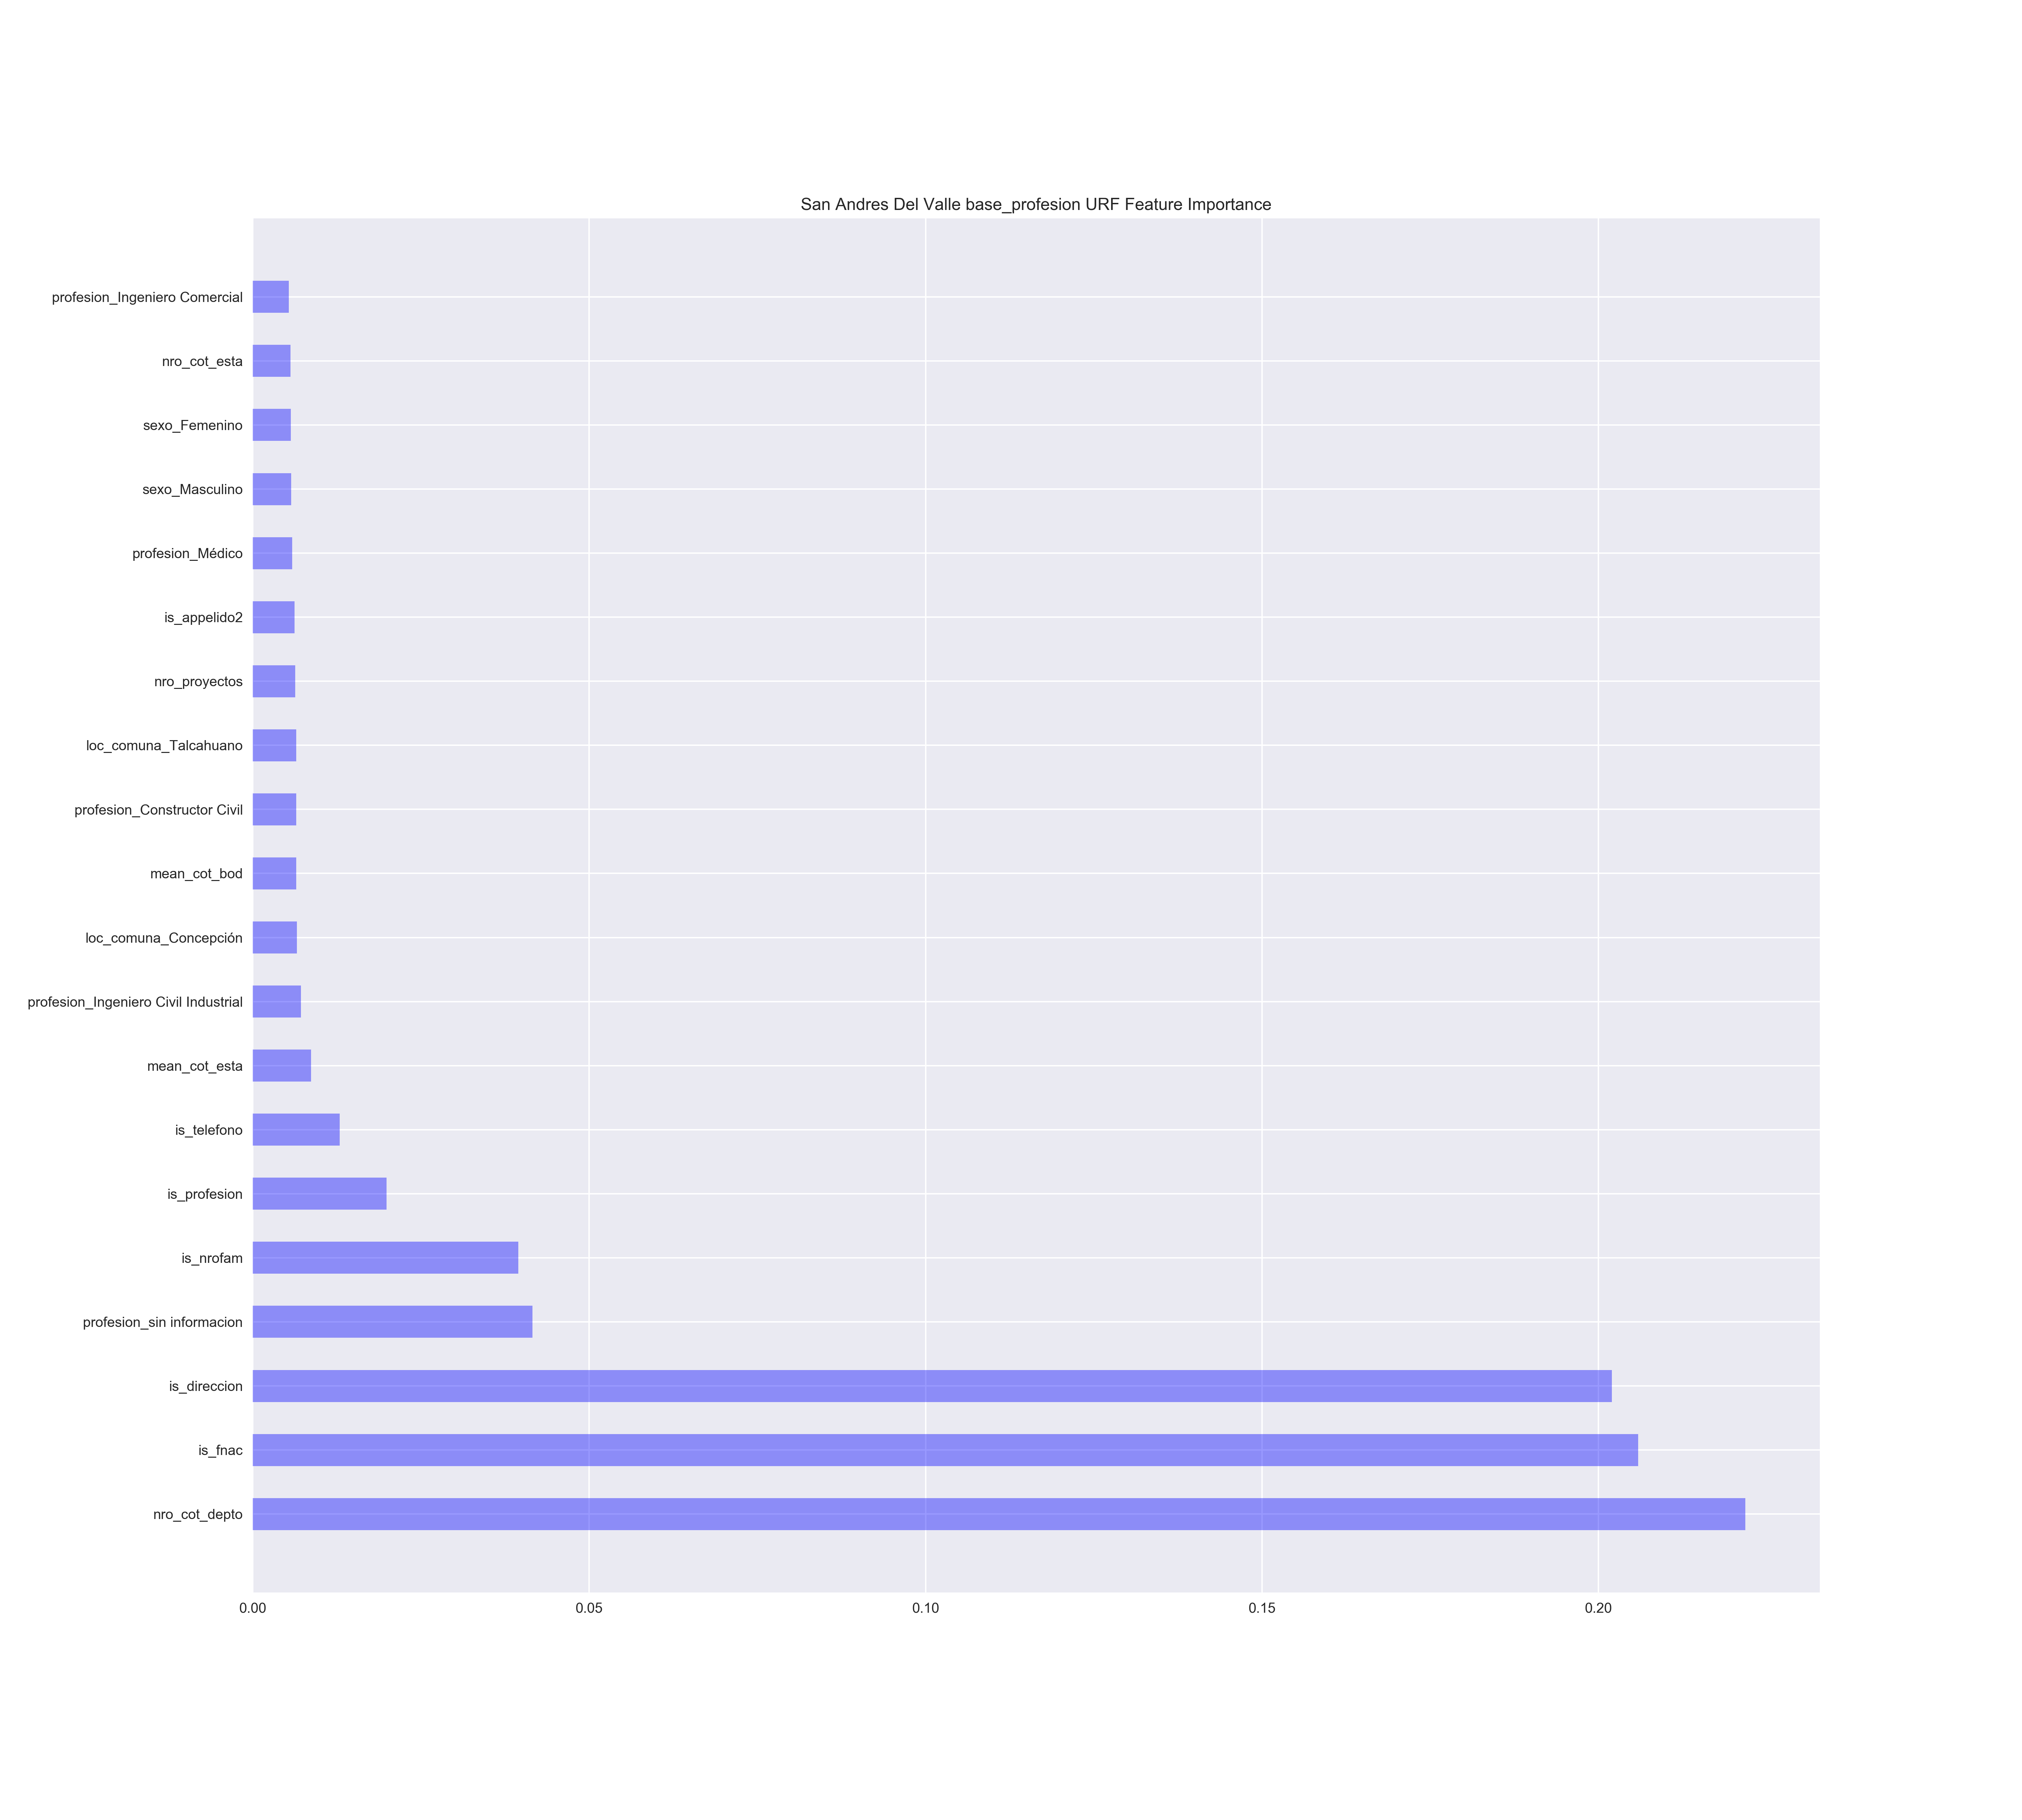 San Andres Del Valle base_profesion URF Feature Importance
profesion_Ingeniero Comercial
nro_cot_esta
sexo_Femenino
sexo_Masculino
profesion_Médico
is_appelido2
nro_proyectos
loc_comuna_Talcahuano
profesion_Constructor Civil
mean_cot_bod
loc_comuna_Concepción
profesion_Ingeniero Civil Industrial
mean_cot_esta
is_telefono
is_profesion
is_nrofam
profesion_sin informacion
is_direccion
is_fnac
nro_cot_depto
0.00 0.05 0.10 0.15 0.20